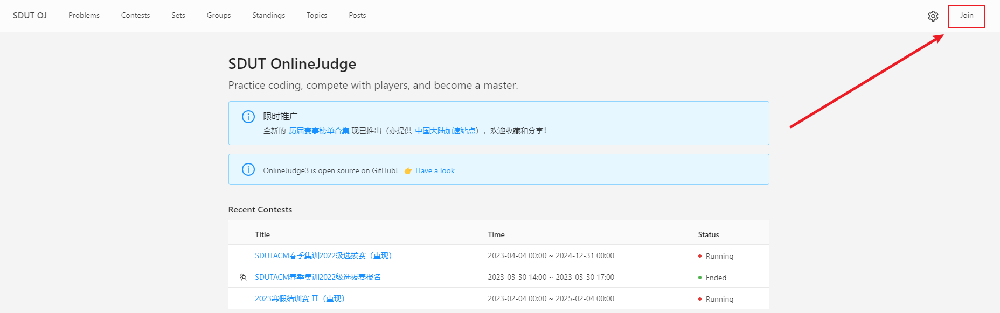 SDUT OJ Problems Contests Sets Groups Standings Topics Posts Join
SDUT OnlineJudge
Practice coding, compete with players, and become a master.
限时推广
全新的 历届赛事榜单合集 现已推出（亦提供 中国大陆加速站点），欢迎收藏和分享！
OnlineJudge3 is open source on GitHub! 👉 Have a look
Recent Contests
Title Time Status
SDUTACM春季集训2022级选拔赛（重现） 2023-04-04 00:00 ~ 2024-12-31 00:00 Running
SDUTACM春季集训2022级选拔赛报名 2023-03-30 14:00 ~ 2023-03-30 17:00 Ended
2023寒假结训赛 Ⅱ（重现） 2023-02-04 00:00 ~ 2025-02-04 00:00 Running